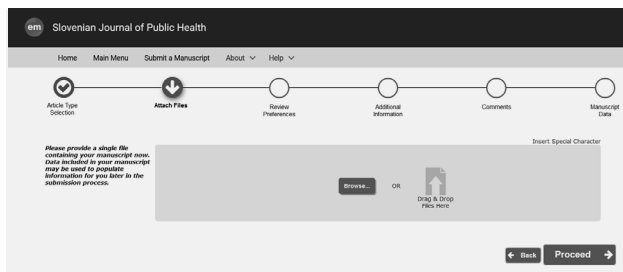 em Slovenian Journal of Public Health
Home Main Menu Submit a Manuscript About Help
Article Type
Selection
Attach Files
Review
Preferences
Additional
Information
Comments
Manuscript
Data
Insert Special Character
Please provide a single file
containing your manuscript now.
Data included in your manuscript
may be used to populate
information for you later in the
submission process.
Browse... OR
Drag & Drop
Files Here
Back Proceed